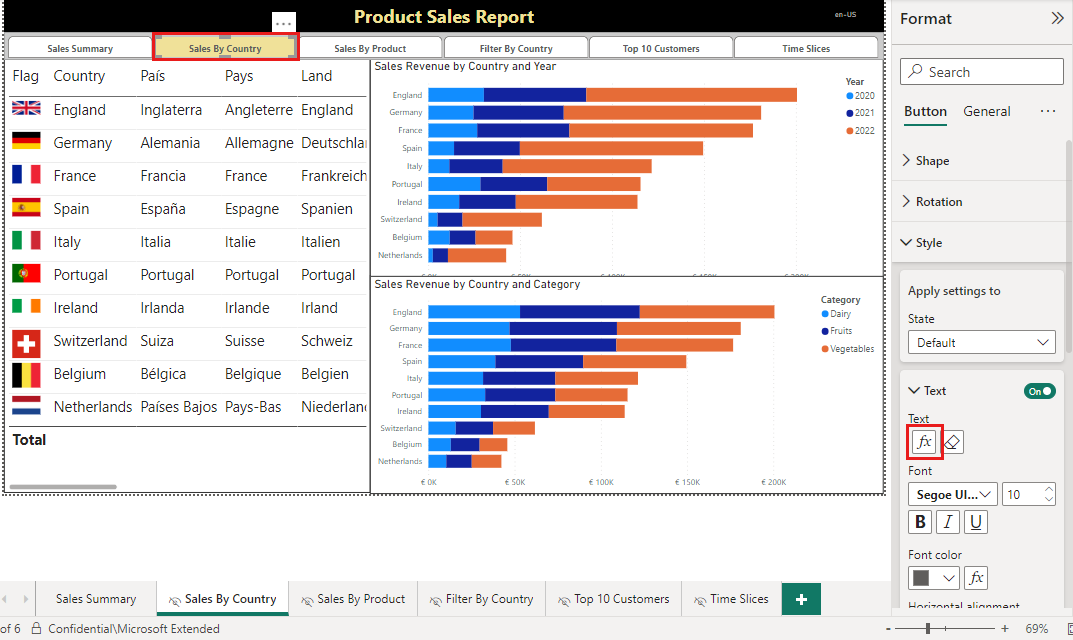 Product Sales Report
en-US
Sales Summary
Sales By Country
Sales By Product
Filter By Country
Top 10 Customers
Time Slices
Flag Country País Pays Land
England Inglaterra Angleterre England
Germany Alemania Allemagne Deutschla
France Francia France Frankreich
Spain España Espagne Spanien
Italy Italia Italie Italien
Portugal Portugal Portugal Portugal
Ireland Irlanda Irlande Irland
Switzerland Suiza Suisse Schweiz
Belgium Bélgica Belgique Belgien
Netherlands Países Bajos Pays-Bas Niederlan
Total
Sales Revenue by Country and Year
England
Germany
France
Spain
Italy
Portugal
Ireland
Switzerland
Belgium
Netherlands
Year
2020
2021
2022
Sales Revenue by Country and Category
England
Germany
France
Spain
Italy
Portugal
Ireland
Switzerland
Belgium
Netherlands
€ 0K € 50K € 100K € 150K € 200K
Category
Dairy
Fruits
Vegetables
Sales Summary
Sales By Country
Sales By Product
Filter By Country
Top 10 Customers
Time Slices
+
of 6 Confidential\Microsoft Extended
- + 69%
Format
Search
Button General ...
Shape
Rotation
Style
Apply settings to
State
Default
Text On
Text
fx
Font
Segoe UI... 10
B I U
Font color
fx
Horizontal alignment